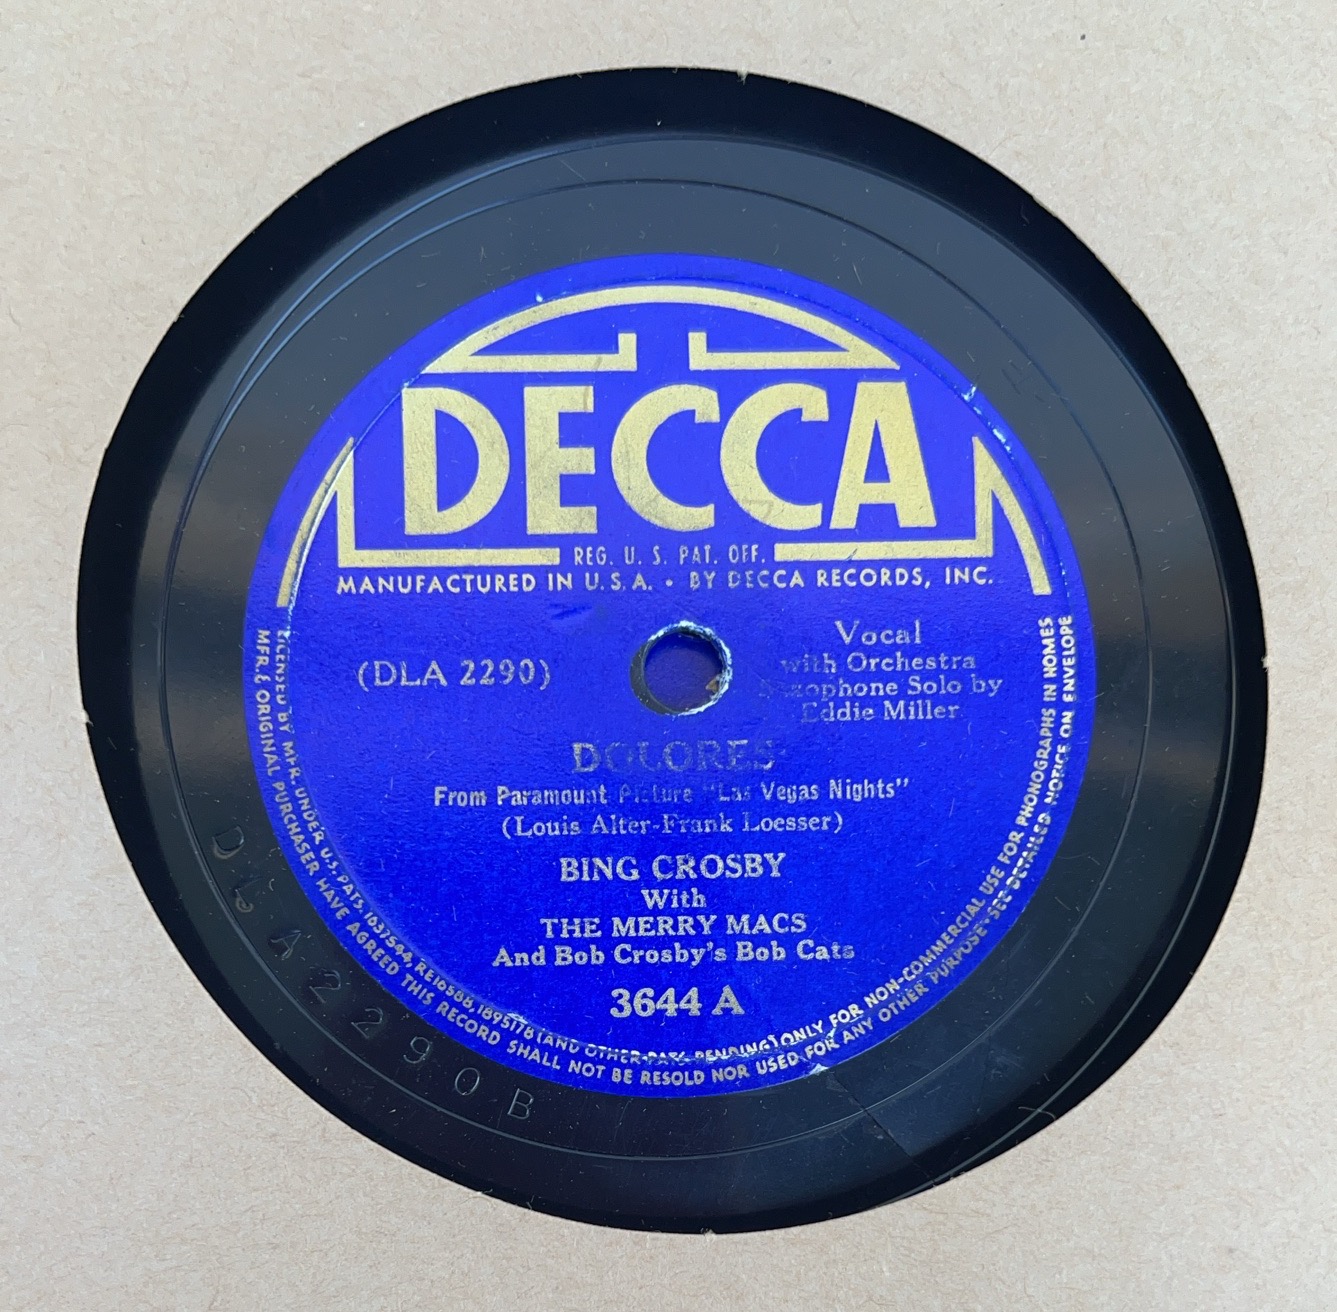 DECCA
REG. U. S. PAT. OFF.
MANUFACTURED IN U.S.A. • BY DECCA RECORDS, INC.
(DLA 2290)
Vocal
with Orchestra
Saxophone Solo by
Eddie Miller
DOLORES
From Paramount Picture "Las Vegas Nights"
(Louis Alter-Frank Loesser)
BING CROSBY
With
THE MERRY MACS
And Bob Crosby's Bob Cats
3644 A
LICENSED BY MFR. UNDER U.S. PATS. 1637544, RE16588, 1895178 (AND OTHER PATS. PENDING) ONLY FOR NON-COMMERCIAL USE FOR PHONOGRAPHS IN HOMES
MFR. & ORIGINAL PURCHASER HAVE AGREED THIS RECORD SHALL NOT BE RESOLD NOR USED FOR ANY OTHER PURPOSE-SEE DETAILED NOTICE ON ENVELOPE
DLA2290B